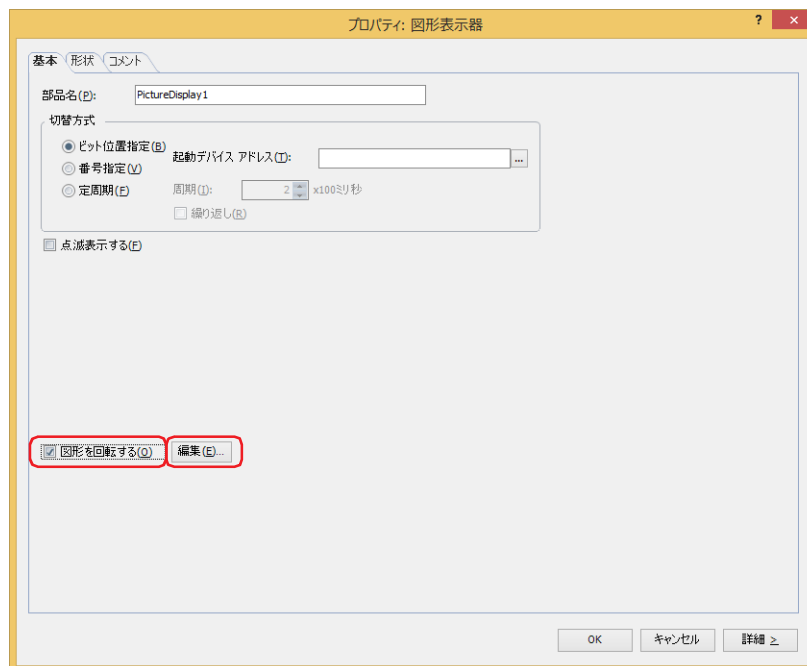 プロパティ: 図形表示器
? ×
基本 形状 コメント
部品名(P): PictureDisplay1
切替方式
ビット位置指定(B)
起動デバイス アドレス(T): ...
番号指定(V)
定周期(F) 周期(I): 2 x100ミリ秒
繰り返し(R)
点滅表示する(F)
図形を回転する(O) 編集(E)...
OK キャンセル 詳細 >